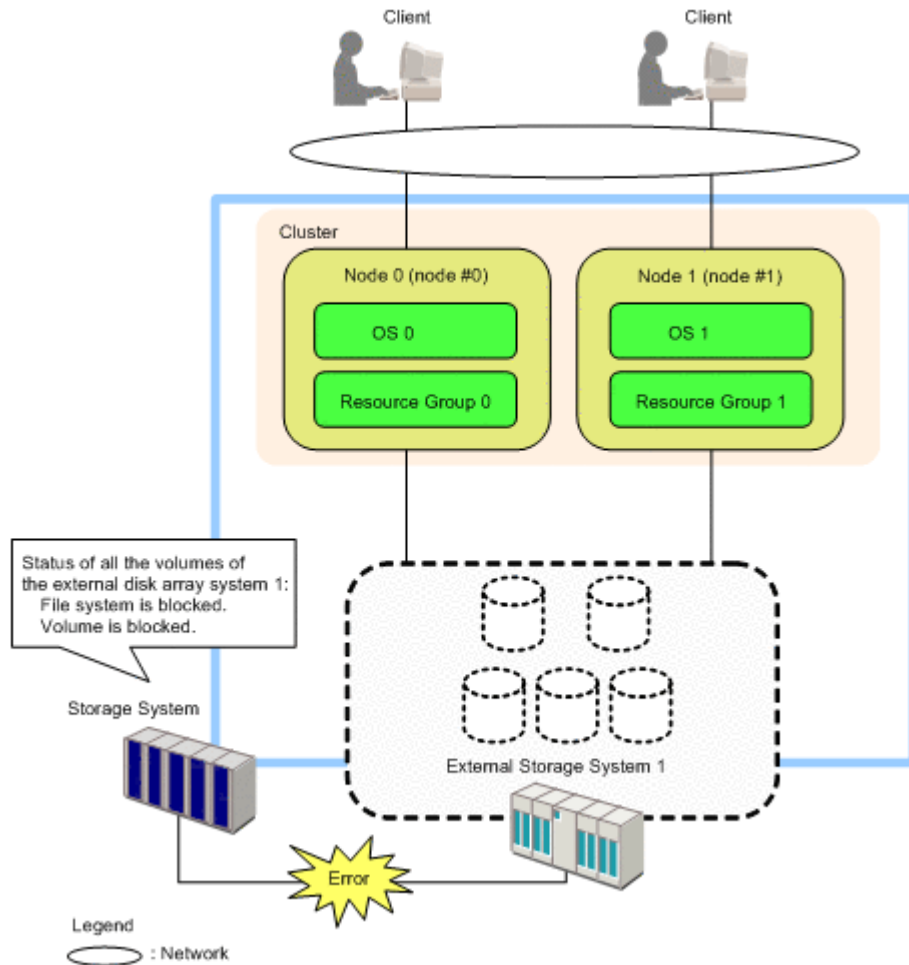 Client
Client
Cluster
Node 0 (node #0)
Node 1 (node #1)
OS 0
OS 1
Resource Group 0
Resource Group 1
Status of all the volumes of
the external disk array system 1:
File system is blocked.
Volume is blocked.
Storage System
External Storage System 1
Error
Legend
: Network